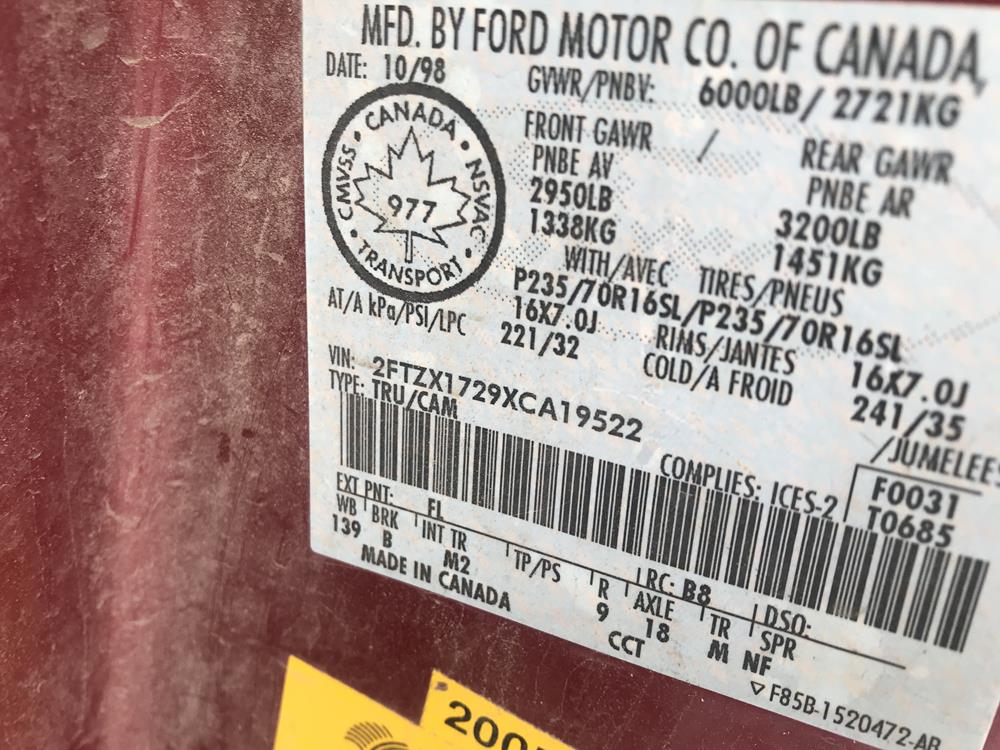 MFD. BY FORD MOTOR CO. OF CANADA,
DATE: 10/98 GVWR/PNBV: 6000LB/ 2721KG
CANADA
CMVSS
NSVAC
977
TRANSPORT
FRONT GAWR / REAR GAWR
PNBE AV PNBE AR
2950LB 3200LB
1338KG 1451KG
WITH/AVEC TIRES/PNEUS
P235/70R16SL/P235/70R16SL
16X7.0J RIMS/JANTES 16X7.0J
AT/A kPa/PSI/LPC 221/32 COLD/A FROID 241/35
/JUMELEES
VIN: 2FTZX1729XCA19522
TYPE: TRU/CAM
COMPLIES: ICES-2
F0031
T0685
EXT PNT: FL RC: B8 DSO:
WB BRK INT TR TP/PS R AXLE TR SPR
139 B M2 9 18 M NF
MADE IN CANADA CCT
F85B-1520472-AB
200